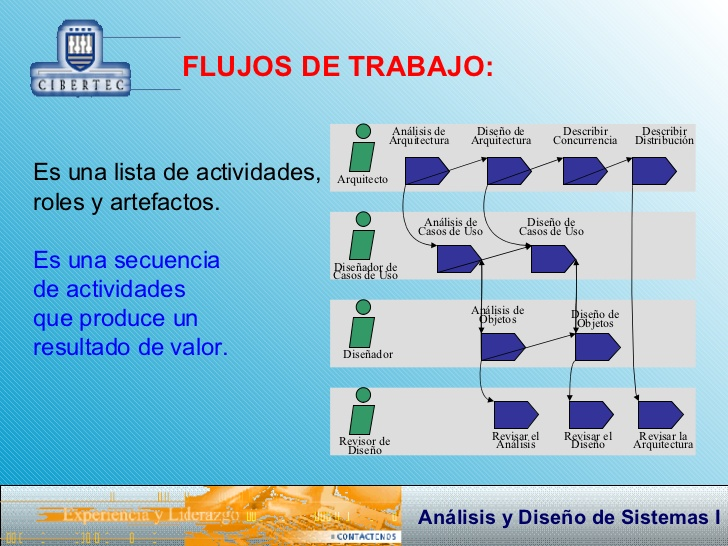 CIBERTEC
FLUJOS DE TRABAJO:
Es una lista de actividades,
roles y artefactos.
Es una secuencia
de actividades
que produce un
resultado de valor.
Análisis de
Arquitectura
Diseño de
Arquitectura
Describir
Concurrencia
Describir
Distribución
Arquitecto
Análisis de
Casos de Uso
Diseño de
Casos de Uso
Diseñador de
Casos de Uso
Análisis de
Objetos
Diseño de
Objetos
Diseñador
Revisor de
Diseño
Revisar el
Análisis
Revisar el
Diseño
Revisar la
Arquitectura
Experiencia y Liderazgo
CONTACTENOS
Análisis y Diseño de Sistemas I